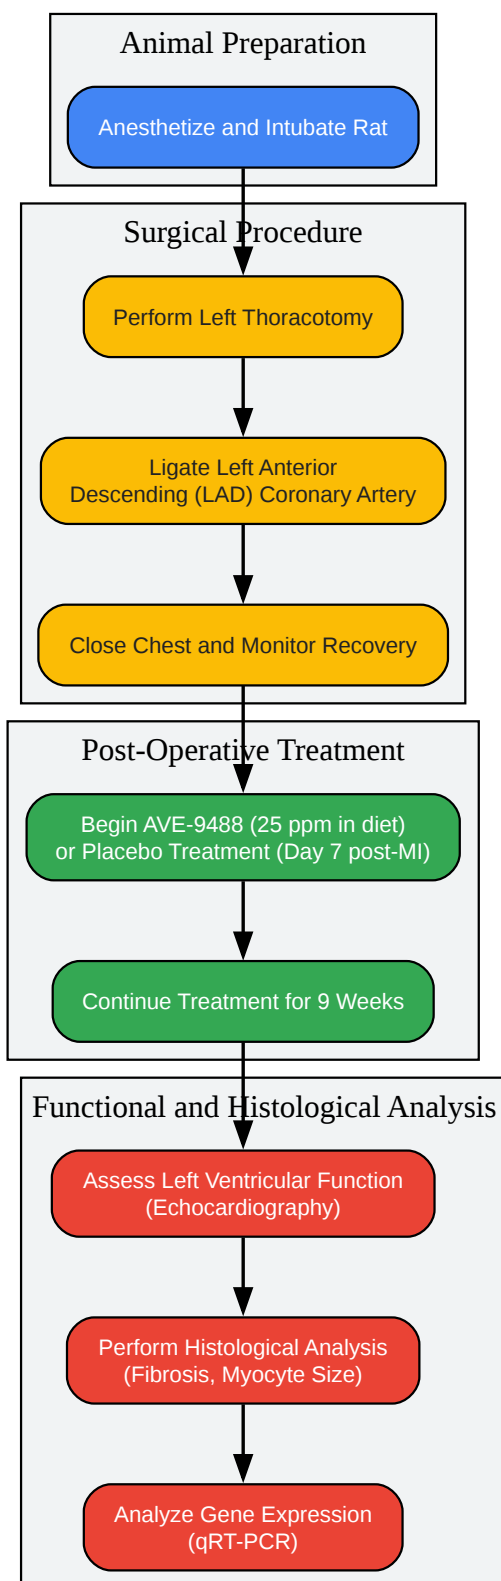 Animal Preparation
Anesthetize and Intubate Rat
Surgical Procedure
Perform Left Thoracotomy
Ligate Left Anterior
Descending (LAD) Coronary Artery
Close Chest and Monitor Recovery
Post-Operative Treatment
Begin AVE-9488 (25 ppm in diet)
or Placebo Treatment (Day 7 post-MI)
Continue Treatment for 9 Weeks
Functional and Histological Analysis
Assess Left Ventricular Function
(Echocardiography)
Perform Histological Analysis
(Fibrosis, Myocyte Size)
Analyze Gene Expression
(qRT-PCR)